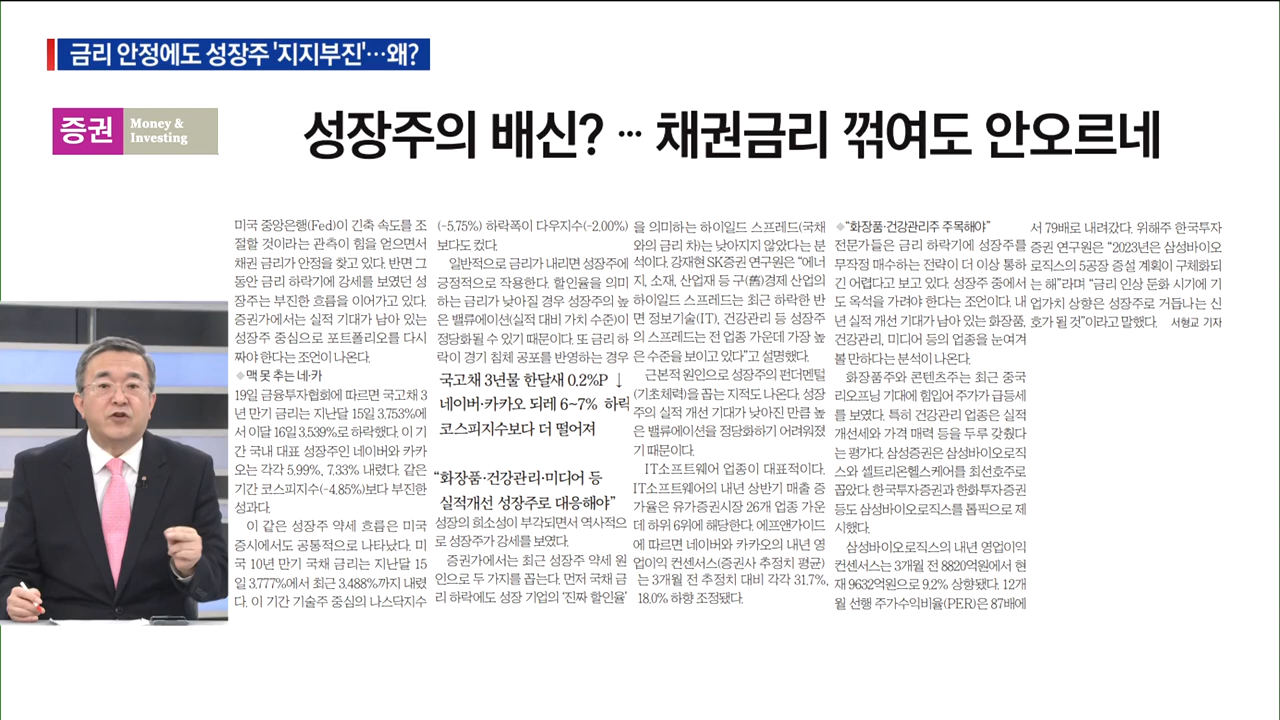 금리 안정에도 성장주 '지지부진'…왜?
증권
Money &
Investing
성장주의 배신? … 채권금리 꺾여도 안오르네
미국 중앙은행(Fed)이 긴축 속도를 조
절할 것이라는 관측이 힘을 얻으면서
채권 금리가 안정을 찾고 있다. 반면 그
동안 금리 하락기에 강세를 보였던 성
장주는 부진한 흐름을 이어가고 있다.
증권가에서는 실적 기대가 남아 있는
성장주 중심으로 포트폴리오를 다시
짜야 한다는 조언이 나온다.
◆맥 못 추는 네·카
19일 금융투자협회에 따르면 국고채 3
년 만기 금리는 지난달 15일 3.753%에
서 이달 16일 3.539%로 하락했다. 이 기
간 국내 대표 성장주인 네이버와 카카
오는 각각 5.99%, 7.33% 내렸다. 같은
기간 코스피지수(-4.85%)보다 부진한
성과다.
이 같은 성장주 약세 흐름은 미국
증시에서도 공통적으로 나타났다. 미
국 10년 만기 국채 금리는 지난달 15
일 3.777%에서 최근 3.488%까지 내렸
다. 이 기간 기술주 중심의 나스닥지수
(-5.75%) 하락폭이 다우지수(-2.00%)
보다도 컸다.
일반적으로 금리가 내리면 성장주에
긍정적으로 작용한다. 할인율을 의미
하는 금리가 낮아질 경우 성장주의 높
은 밸류에이션(실적 대비 가치 수준)이
정당화될 수 있기 때문이다. 또 금리 하
락이 경기 침체 공포를 반영하는 경우
국고채 3년물 한달새 0.2%P ↓
네이버·카카오 되레 6~7% 하락
코스피지수보다 더 떨어져
“화장품·건강관리·미디어 등
실적개선 성장주로 대응해야”
성장의 희소성이 부각되면서 역사적으
로 성장주가 강세를 보였다.
증권가에서는 최근 성장주 약세 원
인으로 두 가지를 꼽는다. 먼저 국채 금
리 하락에도 성장 기업의 ‘진짜 할인율’
을 의미하는 하이일드 스프레드(국채
와의 금리 차)는 낮아지지 않았다는 분
석이다. 강재현 SK증권 연구원은 “에너
지, 소재, 산업재 등 구(舊)경제 산업의
하이일드 스프레드는 최근 하락한 반
면 정보기술(IT), 건강관리 등 성장주
의 스프레드는 전 업종 가운데 가장 높
은 수준을 보이고 있다”고 설명했다.
근본적 원인으로 성장주의 펀더멘털
(기초체력)을 꼽는 지적도 나온다. 성장
주의 실적 개선 기대가 낮아진 만큼 높
은 밸류에이션을 정당화하기 어려워졌
기 때문이다.
IT소프트웨어 업종이 대표적이다.
IT소프트웨어의 내년 상반기 매출 증
가율은 유가증권시장 26개 업종 가운
데 하위 6위에 해당한다. 에프앤가이드
에 따르면 네이버와 카카오의 내년 영
업이익 컨센서스(증권사 추정치 평균)
는 3개월 전 추정치 대비 각각 31.7%,
18.0% 하향 조정됐다.
◆“화장품·건강관리주 주목해야”
전문가들은 금리 하락기에 성장주를
무작정 매수하는 전략이 더 이상 통하
긴 어렵다고 보고 있다. 성장주 중에서
도 옥석을 가려야 한다는 조언이다. 내
년 실적 개선 기대가 남아 있는 화장품,
건강관리, 미디어 등의 업종을 눈여겨
볼 만하다는 분석이 나온다.
화장품주와 콘텐츠주는 최근 중국
리오프닝 기대에 힘입어 주가가 급등세
를 보였다. 특히 건강관리 업종은 실적
개선세와 가격 매력 등을 두루 갖췄다
는 평가다. 삼성증권은 삼성바이오로직
스와 셀트리온헬스케어를 최선호주로
꼽았다. 한국투자증권과 한화투자증권
등도 삼성바이오로직스를 톱픽으로 제
시했다.
삼성바이오로직스의 내년 영업이익
컨센서스는 3개월 전 8820억원에서 현
재 9632억원으로 9.2% 상향됐다. 12개
월 선행 주가수익비율(PER)은 87배에
서 79배로 내려갔다. 위해주 한국투자
증권 연구원은 “2023년은 삼성바이오
로직스의 5공장 증설 계획이 구체화되
는 해”라며 “금리 인상 둔화 시기에 기
업가치 상향은 성장주로 거듭나는 신
호가 될 것”이라고 말했다. 서형교 기자